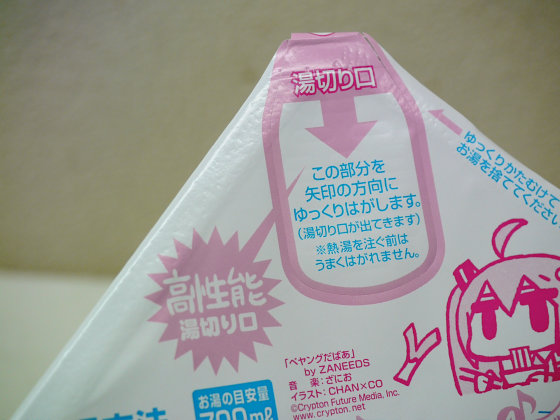 湯切り口
この部分を
矢印の方向に
ゆっくりはがします。
(湯切り口が出てきます)
※熱湯を注ぐ前は
うまくはがれません。
ゆっくりかたむけて
お湯を捨ててください
高性能
湯切り口
「ペヤングだばあ」
by ZANEEDS
音 楽:ざにお
イラスト:CHAN×CO
©Crypton Future Media, Inc.
www.crypton.net
お湯の目安量
700mℓ